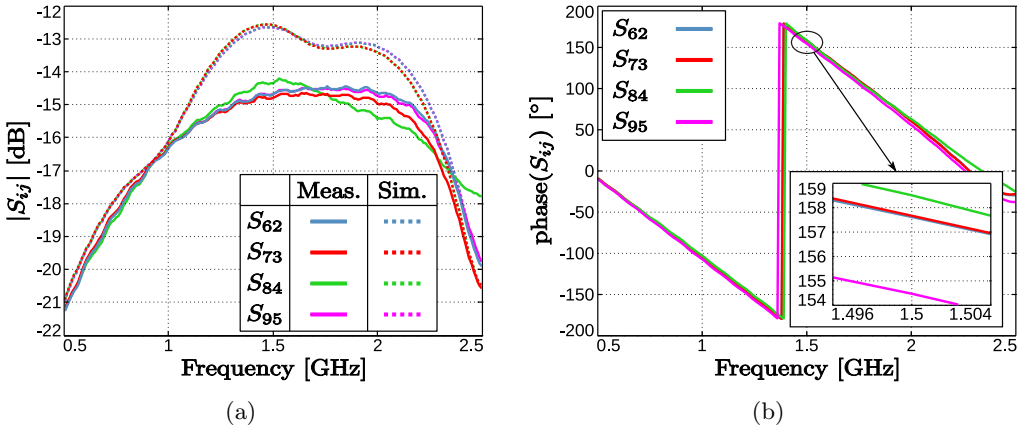 -12
-13
-14
-15
-16
-17
-18
-19
-20
-21
-22
|S_ij| [dB]
Meas. Sim.
S_62
S_73
S_84
S_95
0.5 1 1.5 2 2.5
Frequency [GHz]
(a)
200
150
100
50
0
-50
-100
-150
-200
phase(S_ij) [°]
S_62
S_73
S_84
S_95
159
158
157
155
154
1.496 1.5 1.504
0.5 1 1.5 2 2.5
Frequency [GHz]
(b)